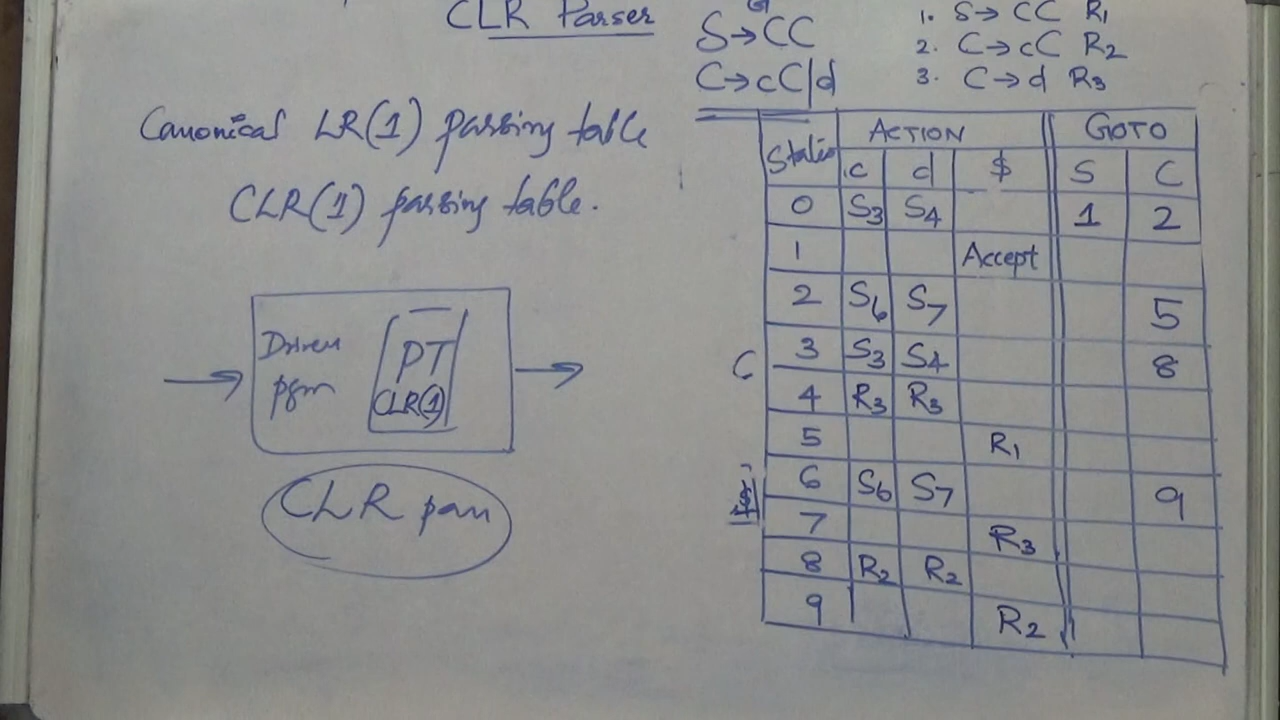 CLR Parser
S→CC
C→cC/d
1. S→CC R1
2. C→cC R2
3. C→d R3
Canonical LR(1) parsing table
CLR(1) parsing table.
Driven pgm
PT
CLR(1)
CLR parr
States ACTION GOTO
c d $ S C
0 S3 S4 1 2
1 Accept
2 S6 S7 5
C 3 S3 S4 8
4 R3 R3
5 R1
6 S6 S7 9
7 R3
8 R2 R2
9 R2